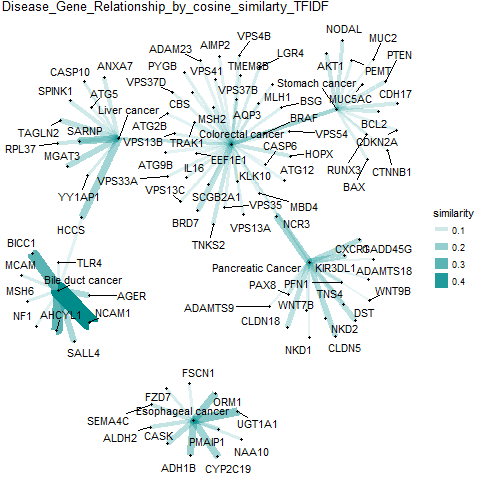 Disease_Gene_Relationship_by_cosine_similarty_TFIDF
NODAL
VPS4B
AIMP2
MUC2
ADAM23
LGR4
PTEN
ANXA7
PYGB
VPS41
TMEM8B
AKT1
PEMT
CASP10
VPS37D
Stomach cancer
SPINK1
ATG5
CBS
VPS37B
MLH1
BSG
MUC5AC
CDH17
Liver cancer
MSH2
AQP3
BRAF
TAGLN2
SARNP
ATG2B
Colorectal cancer
VPS54
BCL2
RPL37
VPS13B
TRAK1
CASP6
CDKN2A
MGAT3
EEF1E1
HOPX
ATG9B
IL16
KLK10
ATG12
RUNX3
CTNNB1
VPS33A
BAX
YY1AP1
VPS13C
SCGB2A1
VPS35
MBD4
HCCS
BRD7
VPS13A
NCR3
BICC1
TNKS2
CXCR1
GADD45G
MCAM
TLR4
Pancreatic Cancer
KIR3DL1
ADAMTS18
Bile duct cancer
PAX8
PFN1
MSH6
AGER
TNS4
WNT9B
NF1
AHCYL1
NCAM1
ADAMTS9
WNT7B
DST
CLDN18
NKD2
SALL4
NKD1
CLDN5
similarity
0.1
0.2
0.3
0.4
FSCN1
FZD7
ORM1
SEMA4C
Esophageal cancer
UGT1A1
ALDH2
CASK
PMAIP1
NAA10
ADH1B
CYP2C19